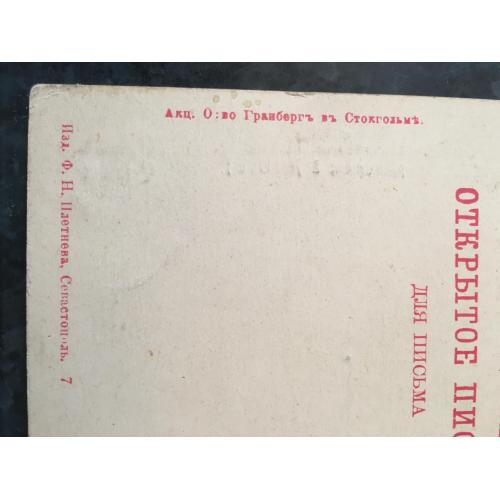 Акц. О:во Гранбергъ въ Стокгольмѣ.
Изд. Ф. Н. Плетнева, Севастополь. 7
ОТКРЫТОЕ ПИС
ДЛЯ ПИСЬМА